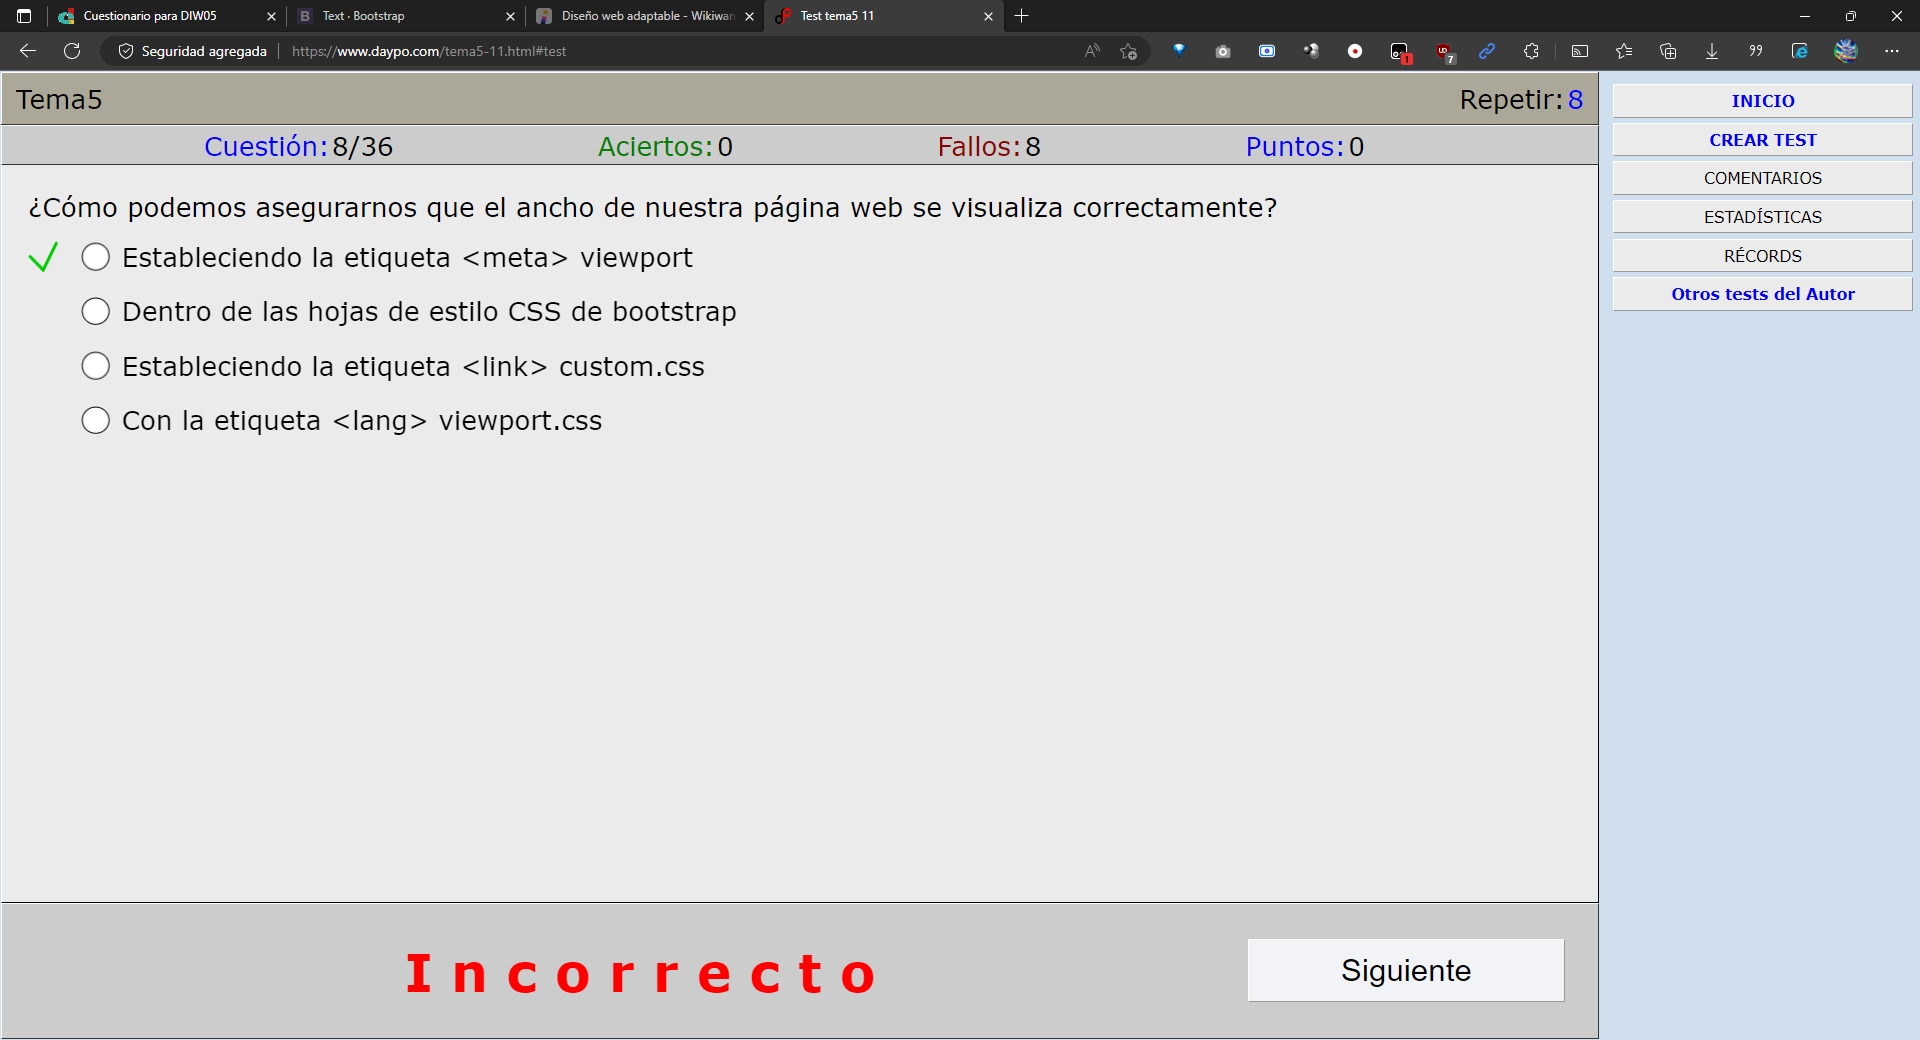 Cuestionario para DIW05
Text · Bootstrap
Diseño web adaptable - Wikiwan
Test tema5 11
Seguridad agregada
https://www.daypo.com/tema5-11.html#test
1
7
Tema5
Repetir: 8
Cuestión: 8/36
Aciertos: 0
Fallos: 8
Puntos: 0
¿Cómo podemos asegurarnos que el ancho de nuestra página web se visualiza correctamente?
Estableciendo la etiqueta <meta> viewport
Dentro de las hojas de estilo CSS de bootstrap
Estableciendo la etiqueta <link> custom.css
Con la etiqueta <lang> viewport.css
Incorrecto
Siguiente
INICIO
CREAR TEST
COMENTARIOS
ESTADÍSTICAS
RÉCORDS
Otros tests del Autor